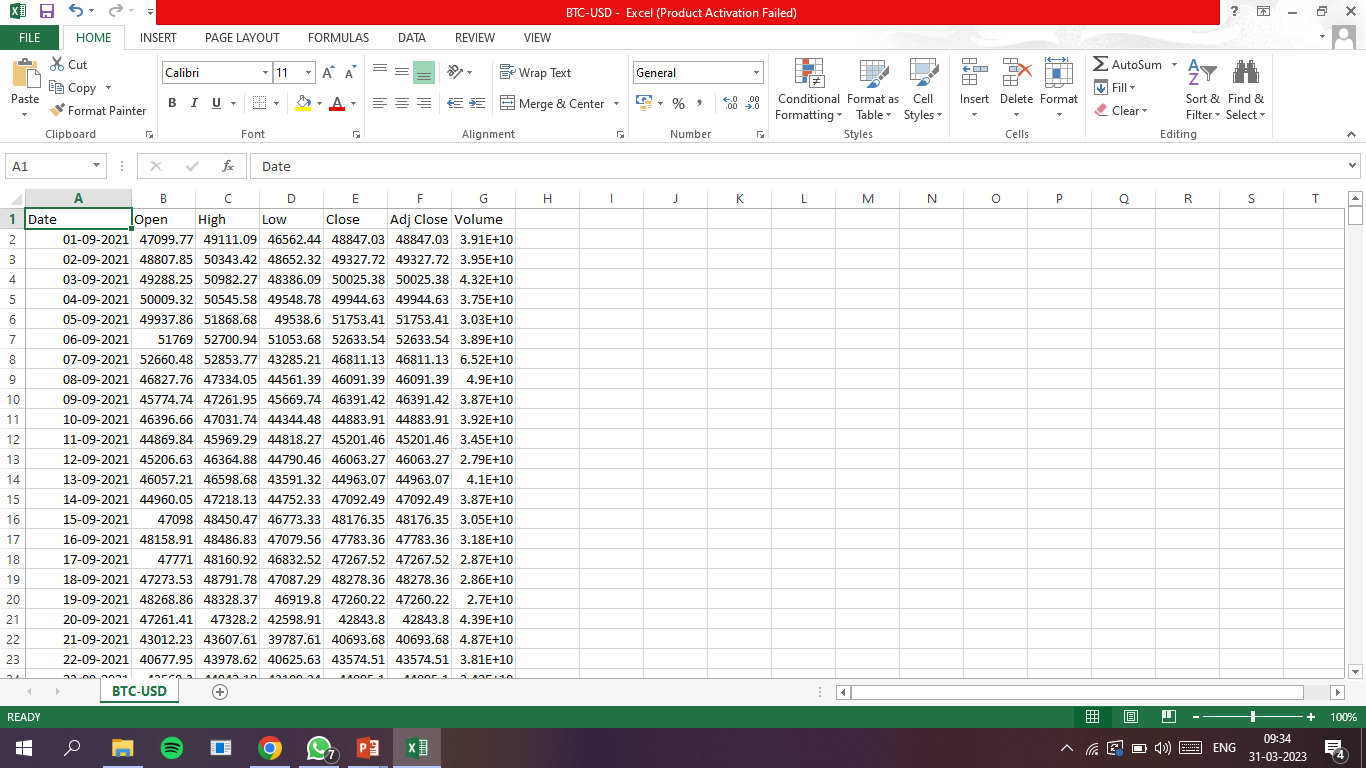 BTC-USD - Excel (Product Activation Failed)
FILE HOME INSERT PAGE LAYOUT FORMULAS DATA REVIEW VIEW
Paste
Cut
Copy
Format Painter
Clipboard
Calibri 11
B I U
Font
Wrap Text
Merge & Center
Alignment
General
%
Number
Conditional Formatting
Format as Table
Cell Styles
Styles
Insert Delete Format
Cells
AutoSum
Fill
Clear
Sort & Filter
Find & Select
Editing
A1 fx Date
A B C D E F G H I J K L M N O P Q R S T
1 Date Open High Low Close Adj Close Volume
2 01-09-2021 47099.77 49111.09 46562.44 48847.03 48847.03 3.91E+10
3 02-09-2021 48807.85 50343.42 48652.32 49327.72 49327.72 3.95E+10
4 03-09-2021 49288.25 50982.27 48386.09 50025.38 50025.38 4.32E+10
5 04-09-2021 50009.32 50545.58 49548.78 49944.63 49944.63 3.75E+10
6 05-09-2021 49937.86 51868.68 49538.6 51753.41 51753.41 3.03E+10
7 06-09-2021 51769 52700.94 51053.68 52633.54 52633.54 3.89E+10
8 07-09-2021 52660.48 52853.77 43285.21 46811.13 46811.13 6.52E+10
9 08-09-2021 46827.76 47334.05 44561.39 46091.39 46091.39 4.9E+10
10 09-09-2021 45774.74 47261.95 45669.74 46391.42 46391.42 3.87E+10
11 10-09-2021 46396.66 47031.74 44344.48 44883.91 44883.91 3.92E+10
12 11-09-2021 44869.84 45969.29 44818.27 45201.46 45201.46 3.45E+10
13 12-09-2021 45206.63 46364.88 44790.46 46063.27 46063.27 2.79E+10
14 13-09-2021 46057.21 46598.68 43591.32 44963.07 44963.07 4.1E+10
15 14-09-2021 44960.05 47218.13 44752.33 47092.49 47092.49 3.87E+10
16 15-09-2021 47098 48450.47 46773.33 48176.35 48176.35 3.05E+10
17 16-09-2021 48158.91 48486.83 47079.56 47783.36 47783.36 3.18E+10
18 17-09-2021 47771 48160.92 46832.52 47267.52 47267.52 2.87E+10
19 18-09-2021 47273.53 48791.78 47087.29 48278.36 48278.36 2.86E+10
20 19-09-2021 48268.86 48328.37 46919.8 47260.22 47260.22 2.7E+10
21 20-09-2021 47261.41 47328.2 42598.91 42843.8 42843.8 4.39E+10
22 21-09-2021 43012.23 43607.61 39787.61 40693.68 40693.68 4.87E+10
23 22-09-2021 40677.95 43978.62 40625.63 43574.51 43574.51 3.81E+10
BTC-USD
READY 100%
7 ENG 09:34
31-03-2023 4